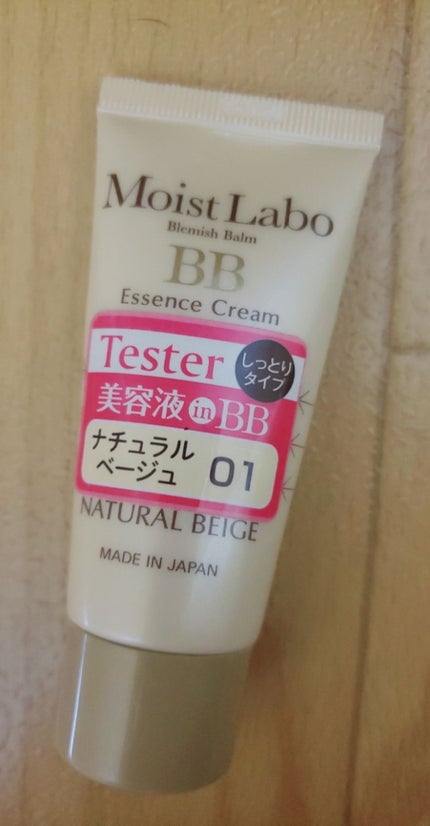 Moist Labo
Blemish Balm
BB
Essence Cream
Tester
しっとり
タイプ
美容液 in BB
ナチュラル
ベージュ
01
NATURAL BEIGE
MADE IN JAPAN